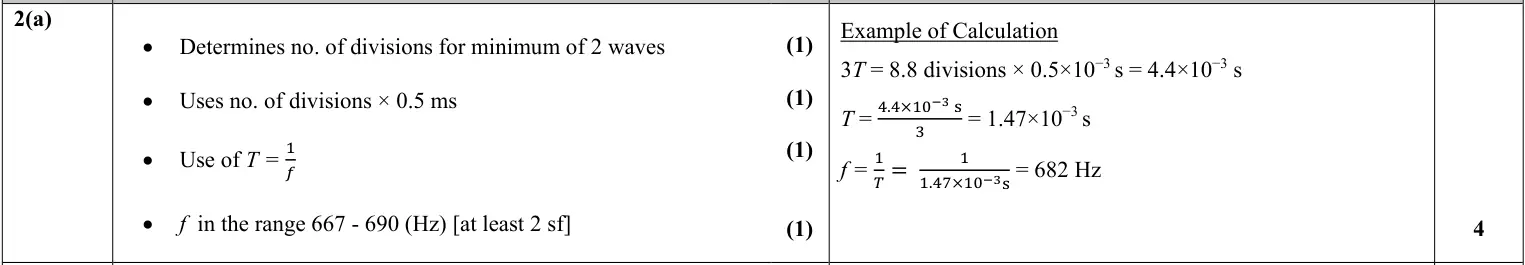 2(a)
• Determines no. of divisions for minimum of 2 waves (1)
• Uses no. of divisions × 0.5 ms (1)
• Use of T = 1/f (1)
• f in the range 667 - 690 (Hz) [at least 2 sf] (1)
Example of Calculation
3T = 8.8 divisions × 0.5×10⁻³ s = 4.4×10⁻³ s
T = 4.4×10⁻³ s / 3 = 1.47×10⁻³ s
f = 1/T = 1 / 1.47×10⁻³s = 682 Hz
4